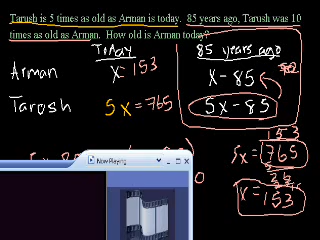 Tarush is 5 times as old as Arman is today. 85 years ago, Tarush was 10
times as old as Arman. How old is Arman today?
Today
85 years ago
Arman
x=153
x-85
Tarush
5x=765
5x-85
153
5x=765
x=153
Now Playing
0